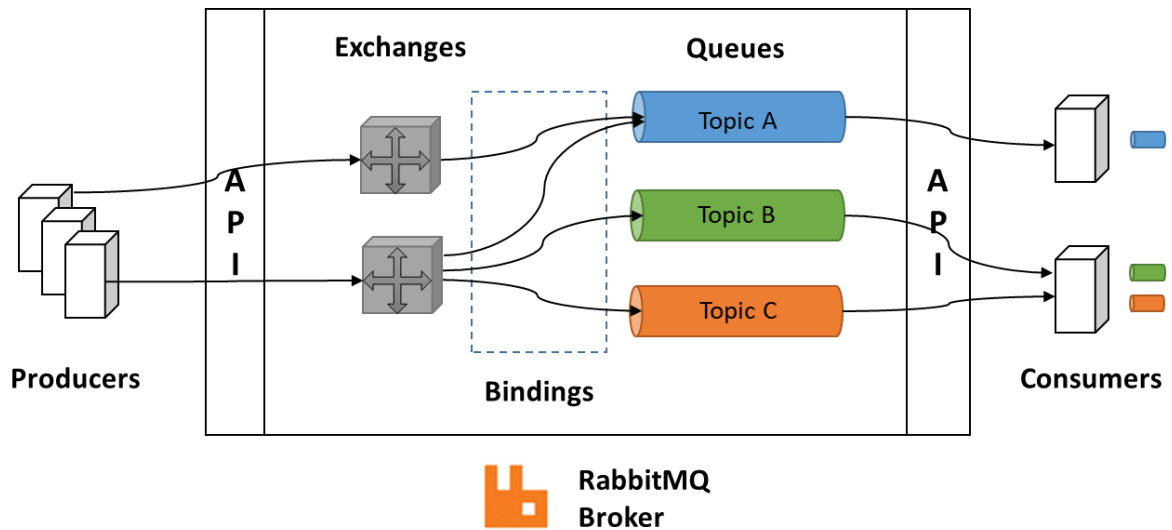 Exchanges
Queues
Topic A
A
P
I
A
P
I
Topic B
Topic C
Producers
Bindings
Consumers
RabbitMQ
Broker